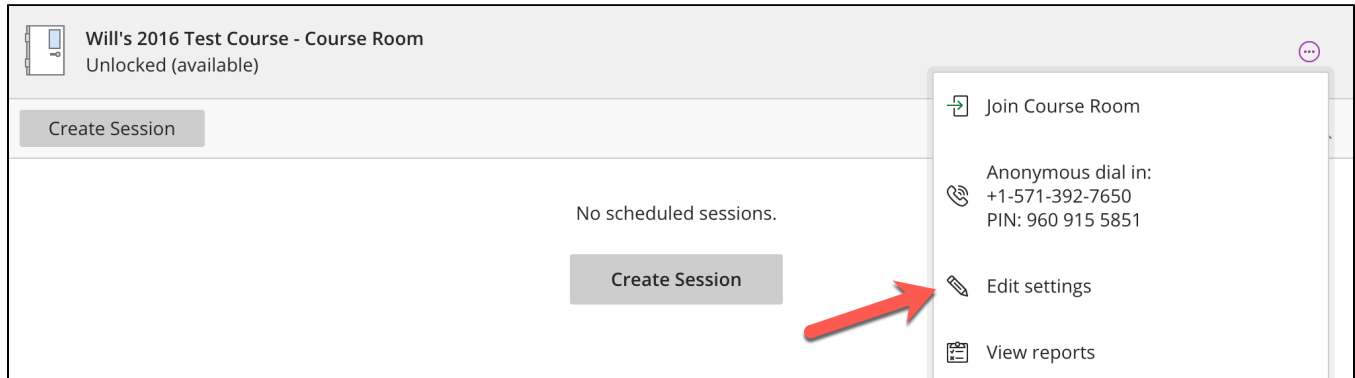 Will's 2016 Test Course - Course Room
Unlocked (available)
Create Session
No scheduled sessions.
Create Session
Join Course Room
Anonymous dial in:
+1-571-392-7650
PIN: 960 915 5851
Edit settings
View reports